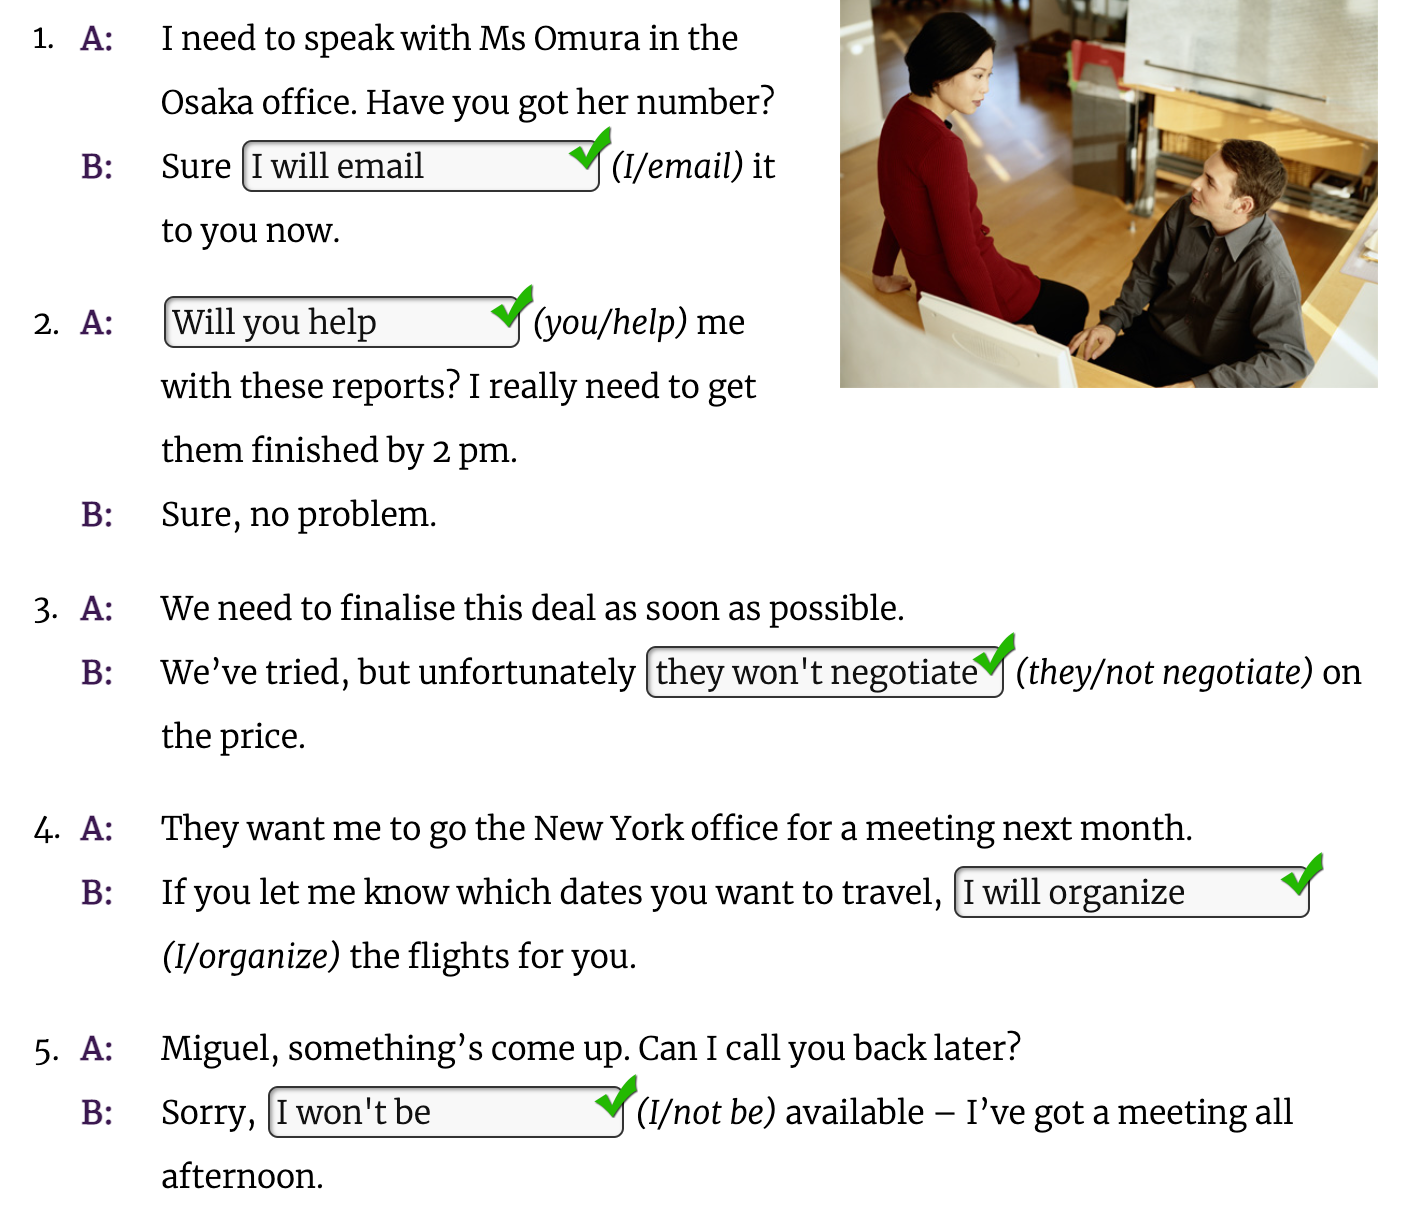 1. A: I need to speak with Ms Omura in the
Osaka office. Have you got her number?
B: Sure I will email (I/email) it
to you now.
2. A: Will you help (you/help) me
with these reports? I really need to get
them finished by 2 pm.
B: Sure, no problem.
3. A: We need to finalise this deal as soon as possible.
B: We’ve tried, but unfortunately they won't negotiate (they/not negotiate) on
the price.
4. A: They want me to go the New York office for a meeting next month.
B: If you let me know which dates you want to travel, I will organize
(I/organize) the flights for you.
5. A: Miguel, something’s come up. Can I call you back later?
B: Sorry, I won't be (I/not be) available – I’ve got a meeting all
afternoon.